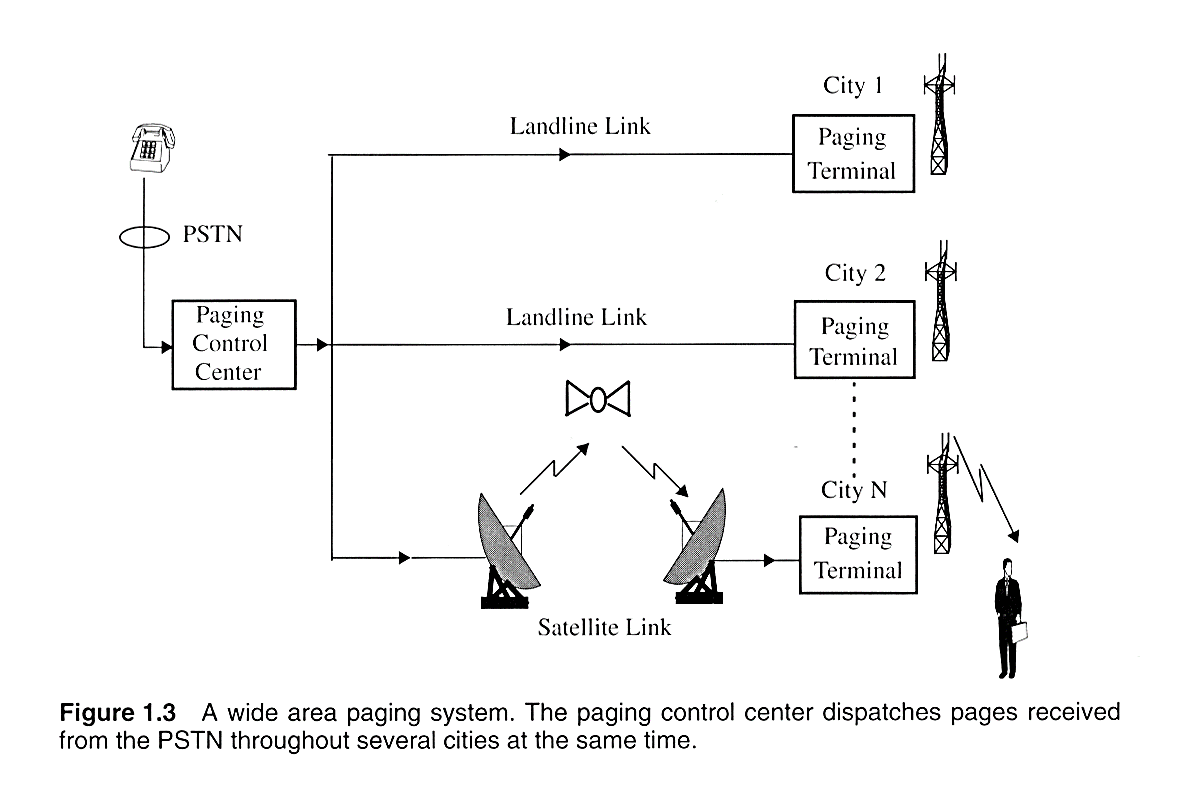 City 1
Landline Link
Paging
Terminal
PSTN
City 2
Paging
Control
Center
Landline Link
Paging
Terminal
City N
Paging
Terminal
Satellite Link
Figure 1.3 A wide area paging system. The paging control center dispatches pages received
from the PSTN throughout several cities at the same time.